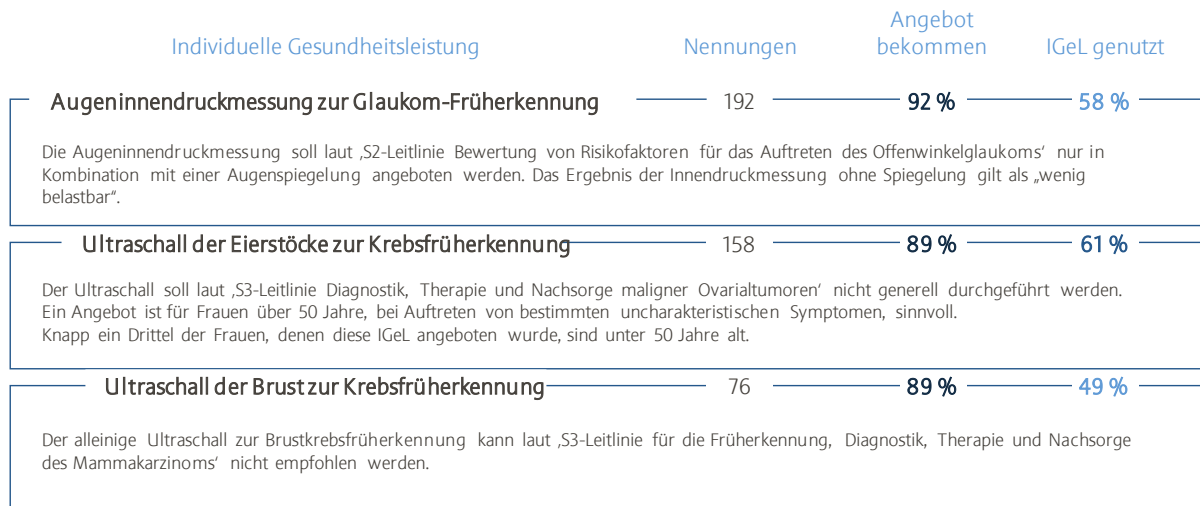 Individuelle Gesundheitsleistung Nennungen Angebot bekommen IGeL genutzt
Augeninnendruckmessung zur Glaukom-Früherkennung 192 92 % 58 %
Die Augeninnendruckmessung soll laut ‚S2-Leitlinie Bewertung von Risikofaktoren für das Auftreten des Offenwinkelglaukoms‘ nur in
Kombination mit einer Augenspiegelung angeboten werden. Das Ergebnis der Innendruckmessung ohne Spiegelung gilt als „wenig
belastbar“.
Ultraschall der Eierstöcke zur Krebsfrüherkennung 158 89 % 61 %
Der Ultraschall soll laut ‚S3-Leitlinie Diagnostik, Therapie und Nachsorge maligner Ovarialtumoren‘ nicht generell durchgeführt werden.
Ein Angebot ist für Frauen über 50 Jahre, bei Auftreten von bestimmten uncharakteristischen Symptomen, sinnvoll.
Knapp ein Drittel der Frauen, denen diese IGeL angeboten wurde, sind unter 50 Jahre alt.
Ultraschall der Brust zur Krebsfrüherkennung 76 89 % 49 %
Der alleinige Ultraschall zur Brustkrebsfrüherkennung kann laut ‚S3-Leitlinie für die Früherkennung, Diagnostik, Therapie und Nachsorge
des Mammakarzinoms‘ nicht empfohlen werden.